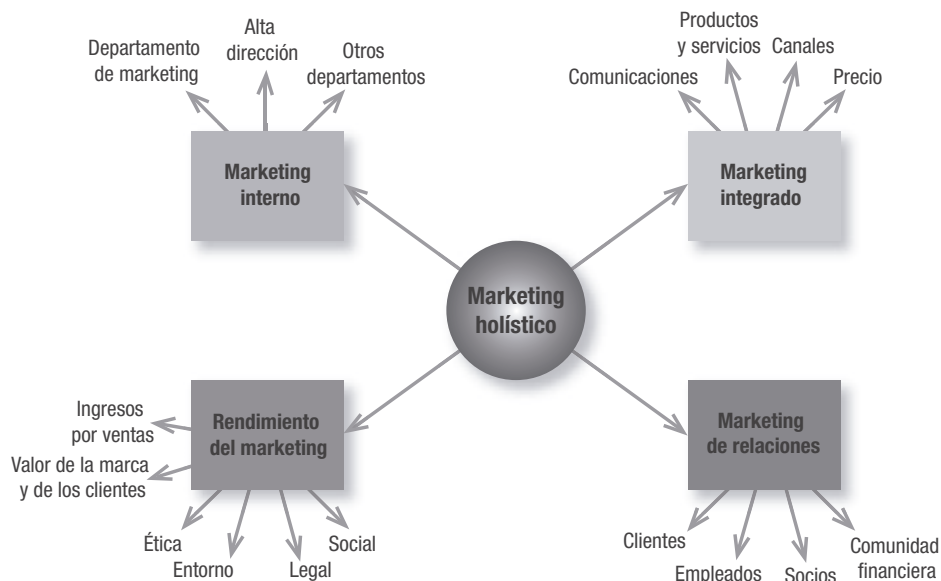 Departamento
de marketing
Alta
dirección
Otros
departamentos
Marketing
interno
Comunicaciones
Productos
y servicios
Canales
Precio
Marketing
integrado
Marketing
holístico
Ingresos
por ventas
Valor de la marca
y de los clientes
Rendimiento
del marketing
Ética
Entorno
Legal
Social
Marketing
de relaciones
Clientes
Empleados
Socios
Comunidad
financiera